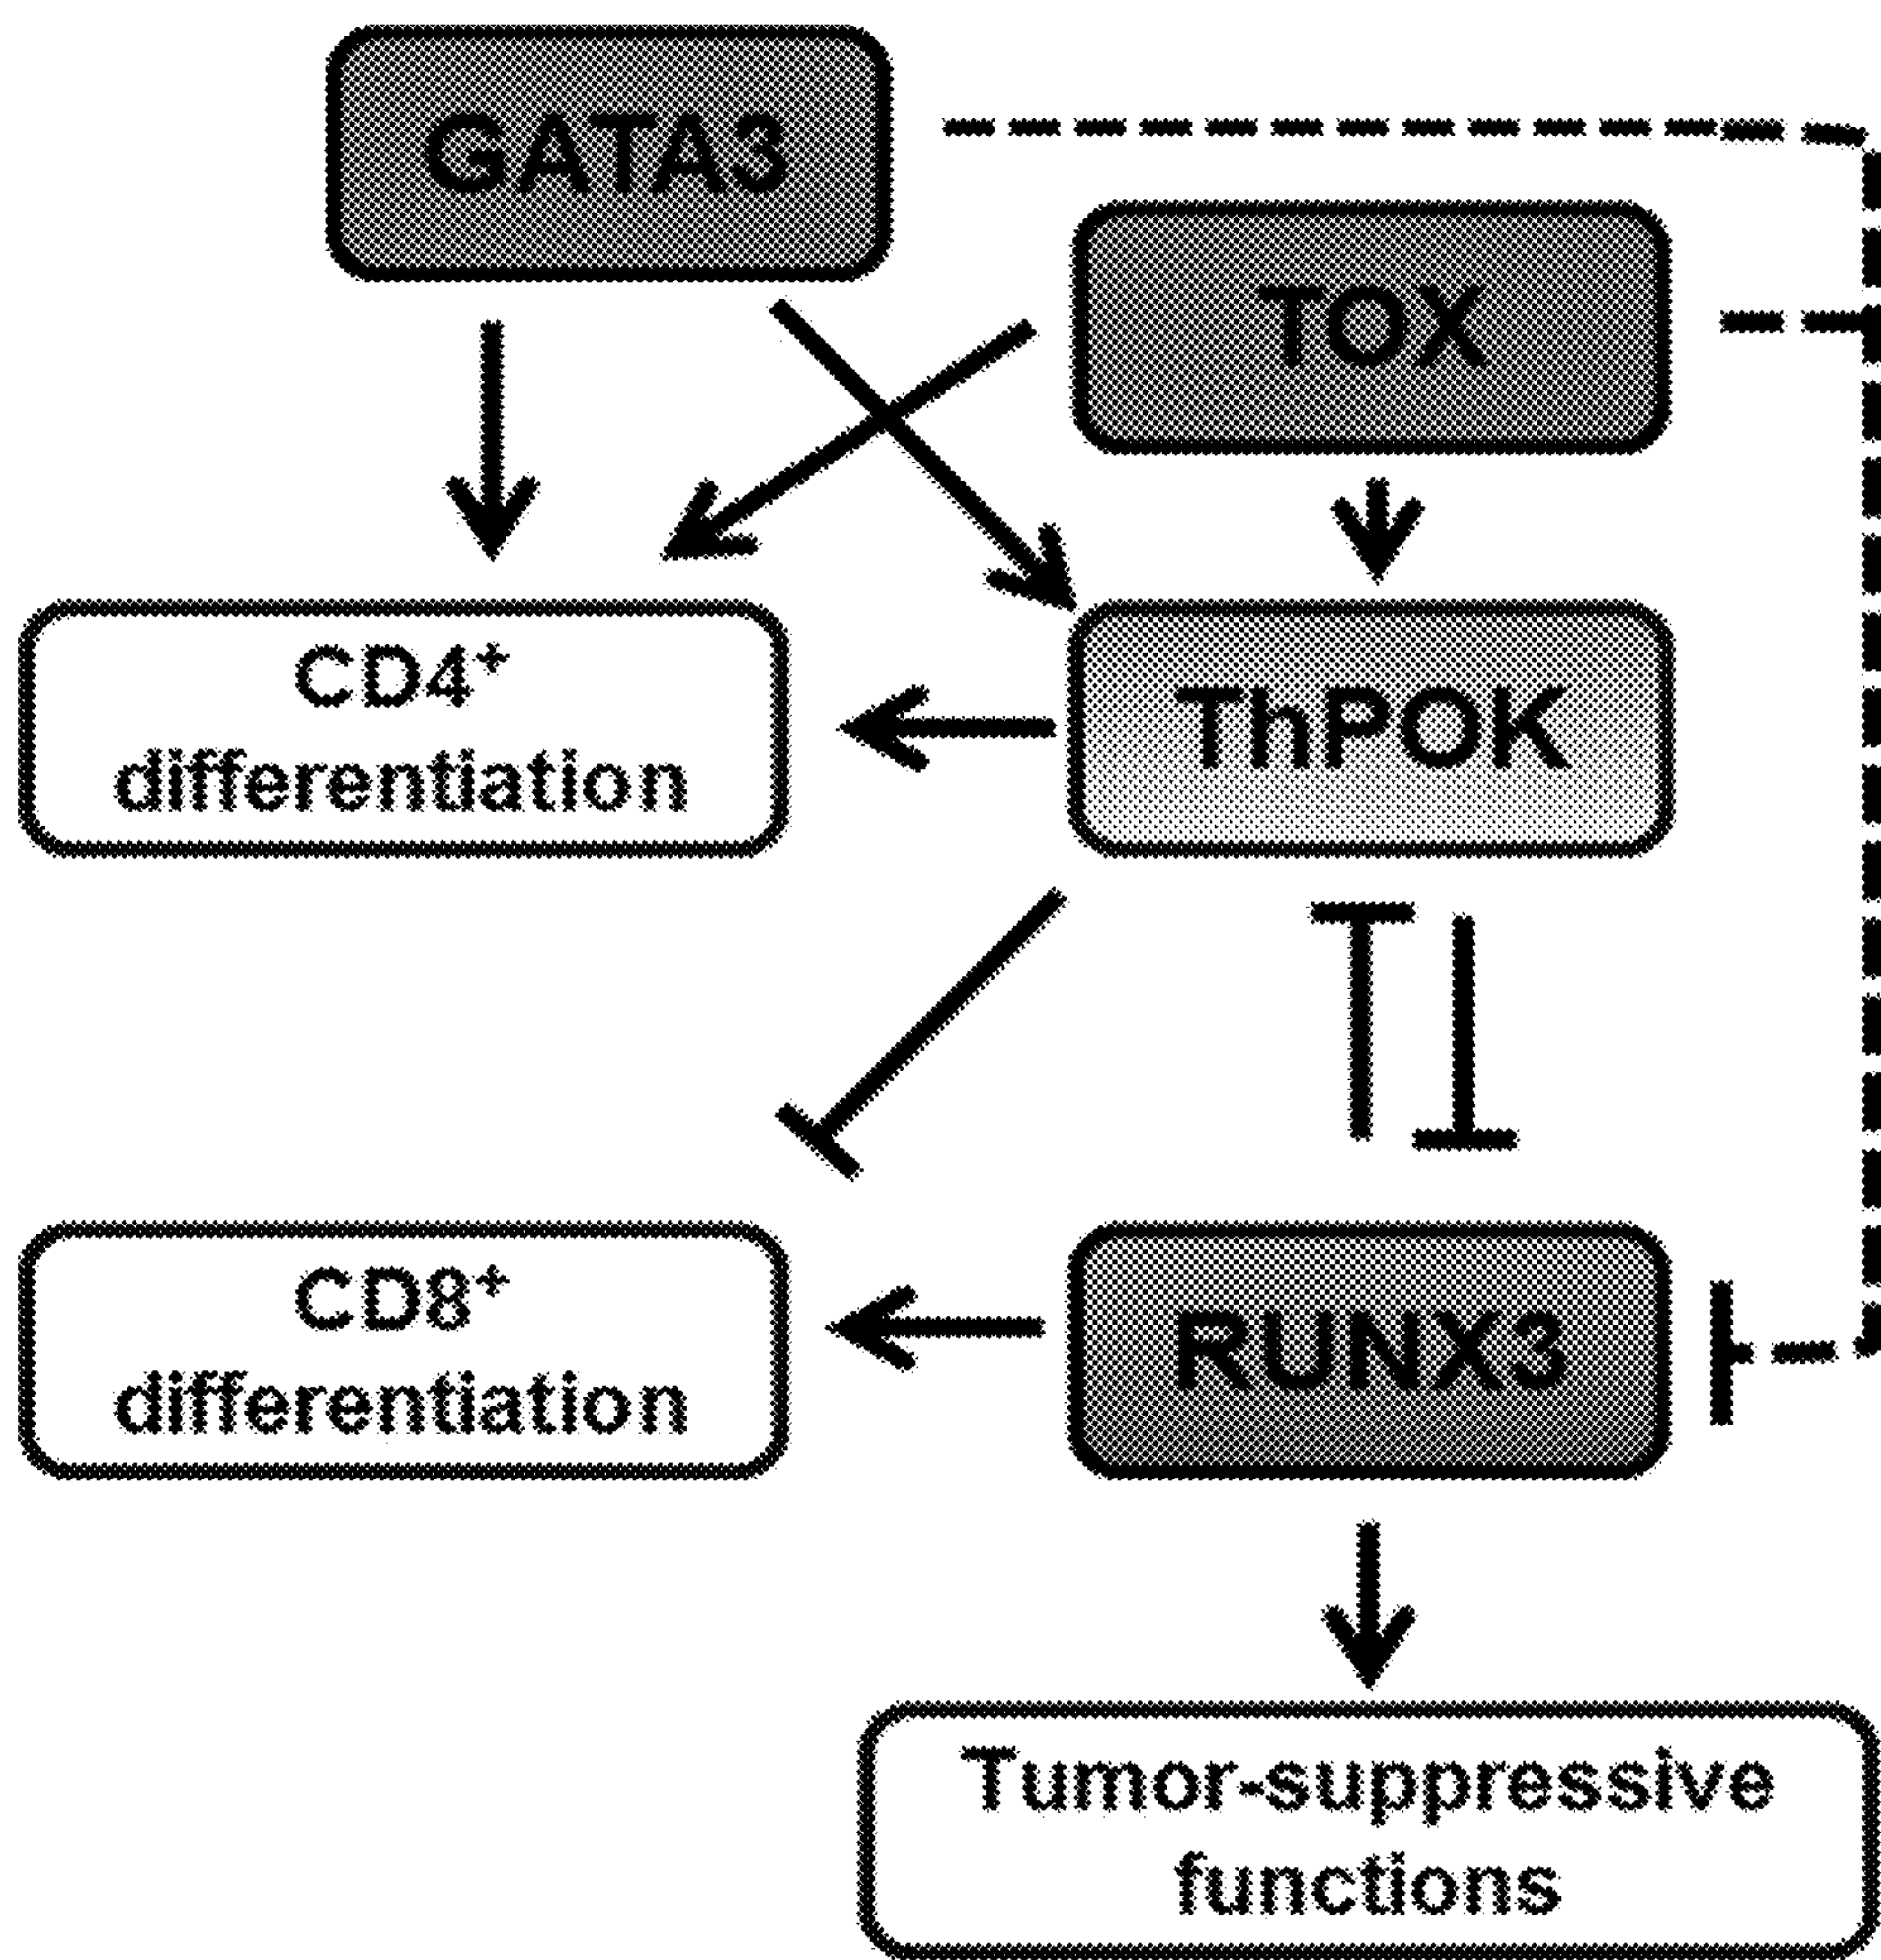 GATA3
TOX
CD4⁺
differentiation
ThPOK
CD8⁺
differentiation
RUNX3
Tumor-suppressive
functions